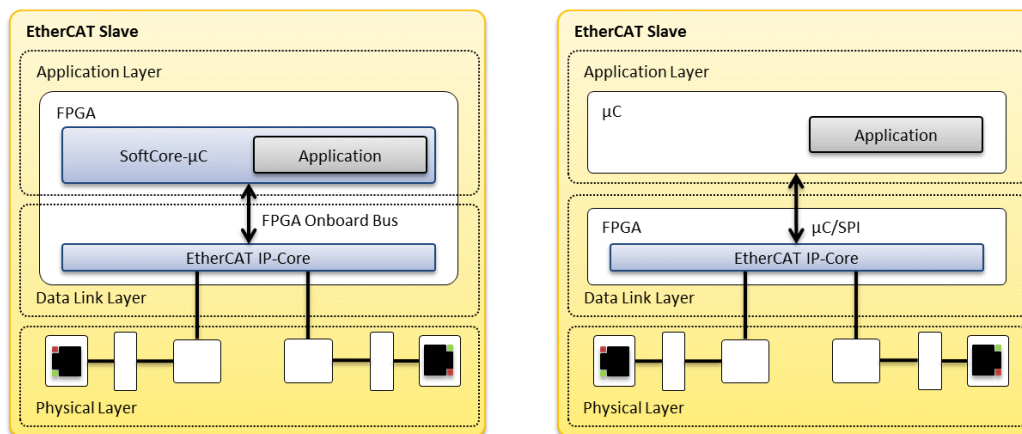 EtherCAT Slave
Application Layer
FPGA
SoftCore-µC
Application
FPGA Onboard Bus
EtherCAT IP-Core
Data Link Layer
Physical Layer
EtherCAT Slave
Application Layer
µC
Application
FPGA
µC/SPI
EtherCAT IP-Core
Data Link Layer
Physical Layer